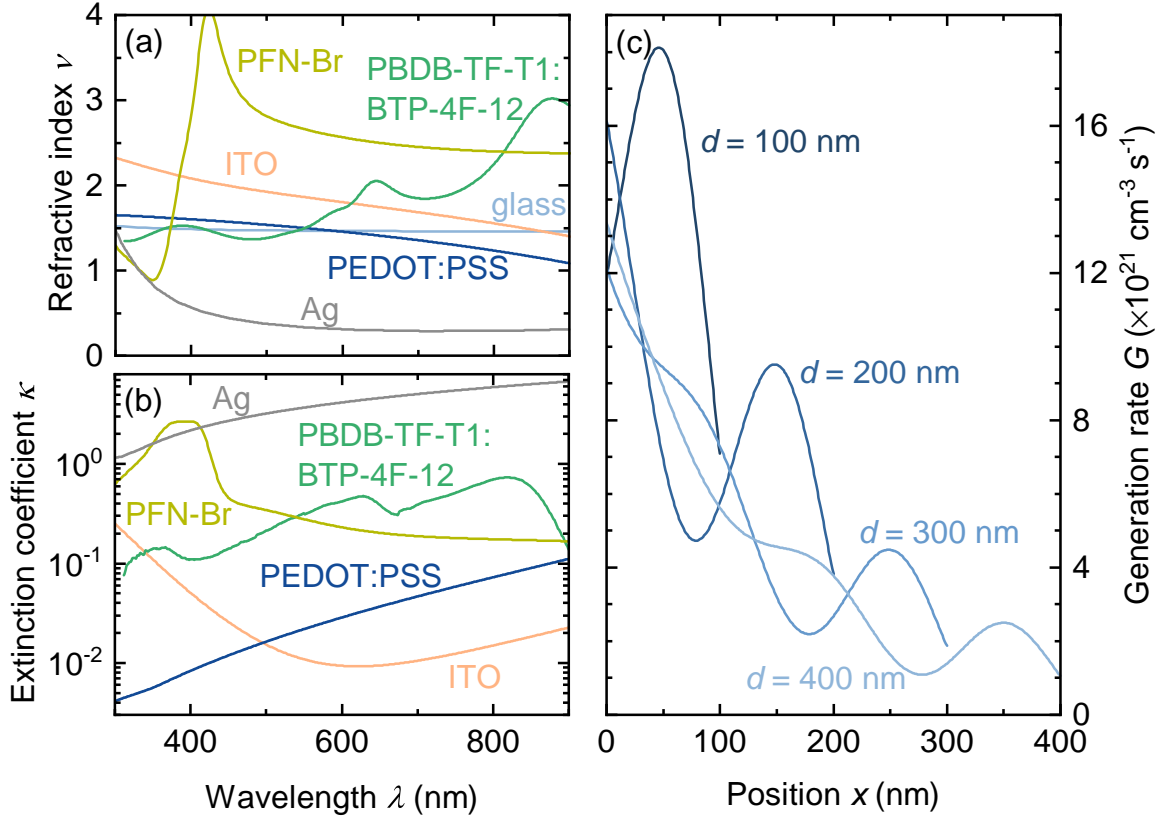 (a)
PFN-Br
PBDB-TF-T1:
BTP-4F-12
ITO
glass
PEDOT:PSS
Ag
Refractive index ν
4
3
2
1
0
(b)
Ag
PBDB-TF-T1:
BTP-4F-12
PFN-Br
PEDOT:PSS
ITO
Extinction coefficient κ
10⁰
10⁻¹
10⁻²
400
600
800
Wavelength λ (nm)
(c)
d = 100 nm
d = 200 nm
d = 300 nm
d = 400 nm
16
12
8
4
0
Generation rate G (×10²¹ cm⁻³ s⁻¹)
0
100
200
300
400
Position x (nm)